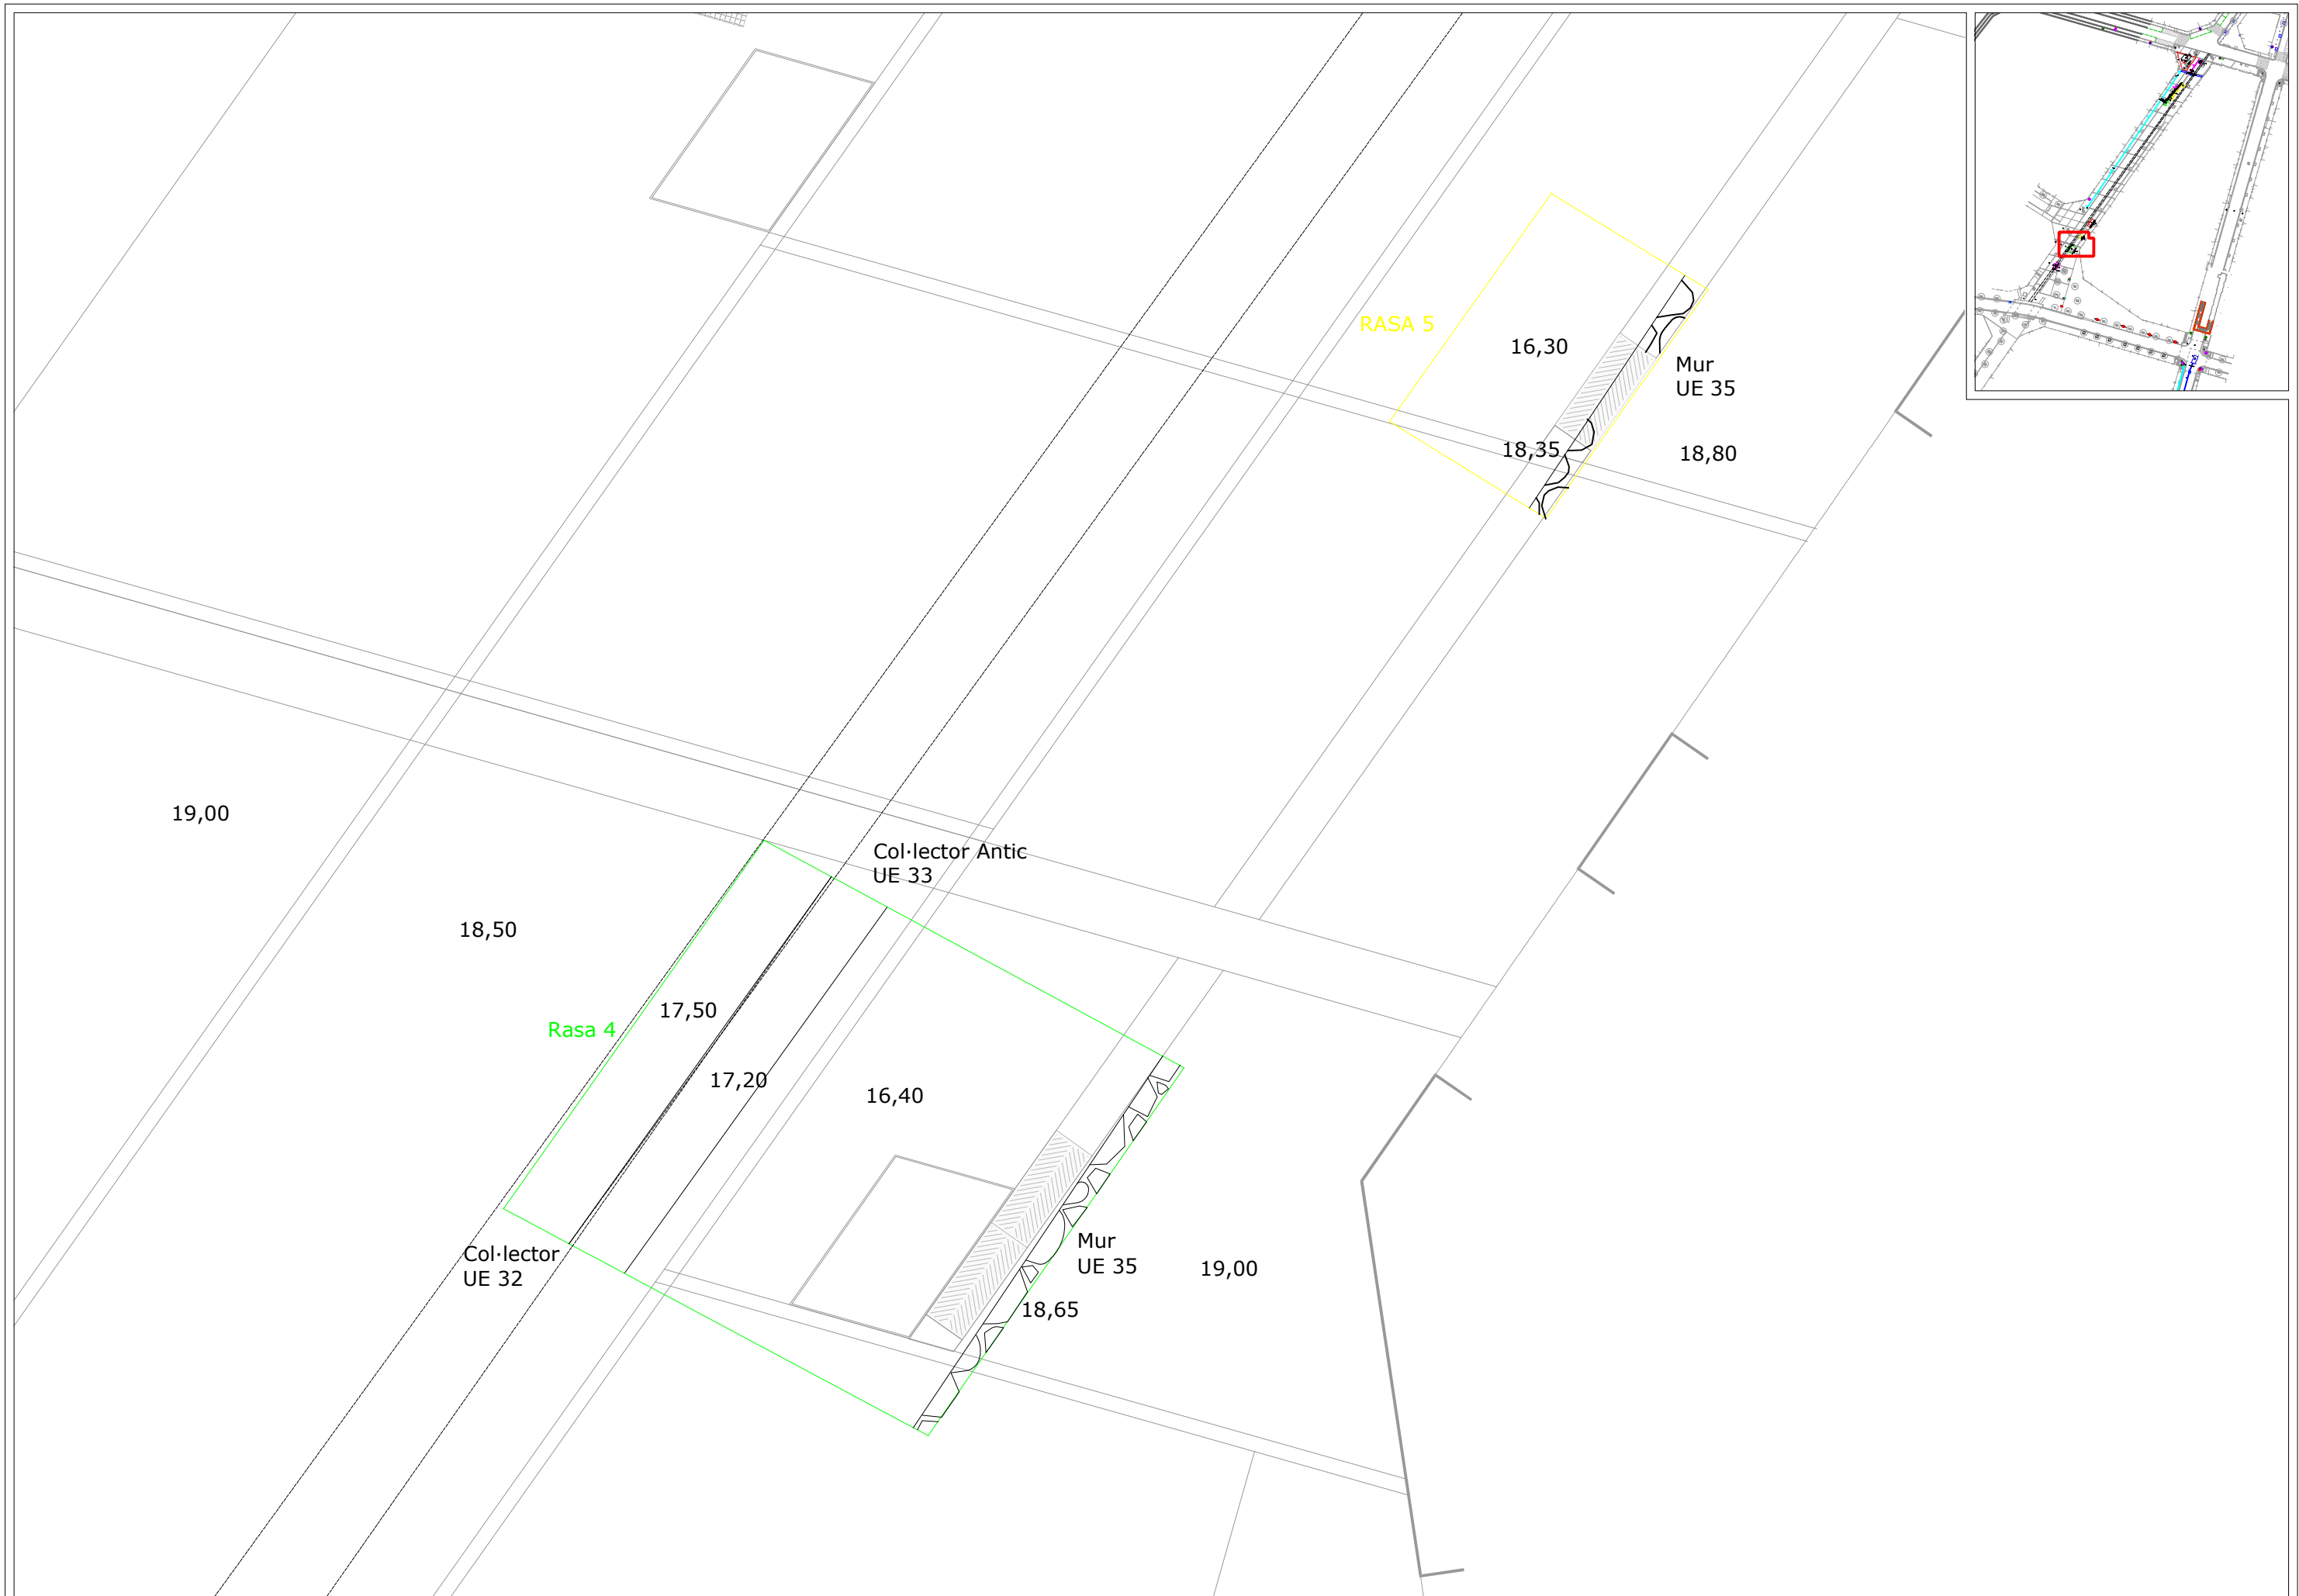 RASA 5
16,30
Mur
UE 35
18,35
18,80
19,00
Col·lector Antic
UE 33
18,50
17,50
Rasa 4
17,20
16,40
Col·lector
UE 32
Mur
UE 35
19,00
18,65